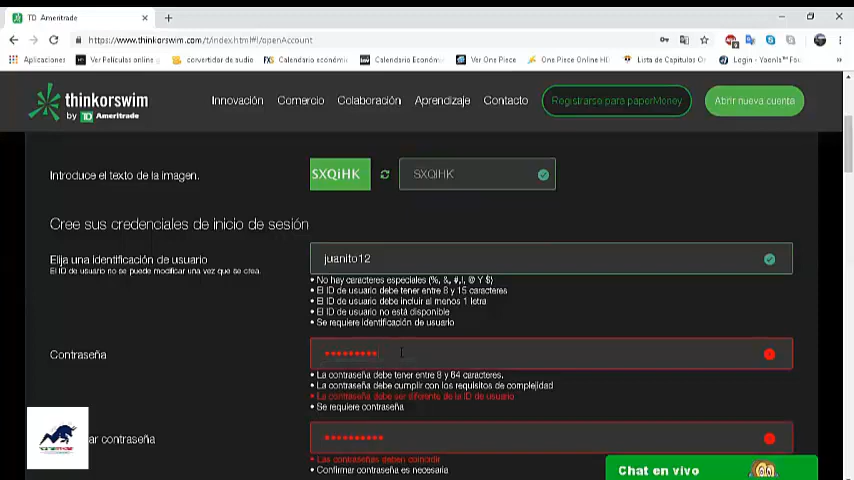 TD Ameritrade
https://www.thinkorswim.com/t/index.html#!/openAccount
Aplicaciones
Ver Películas online
convertidor de audio
Calendario económic
Calendario Económic
Ver One Piece
One Piece Online HD
Lista de Capitulos O
Login - Yoenls™Fou
thinkorswim
by TD Ameritrade
Innovación
Comercio
Colaboración
Aprendizaje
Contacto
Registrarse para paperMoney
Abrir nueva cuenta
Introduce el texto de la imagen.
SXQiHK
SXQiHK
Cree sus credenciales de inicio de sesión
Elija una identificación de usuario
El ID de usuario no se puede modificar una vez que se crea.
juanito12
• No hay caracteres especiales (%, &, #,!, @ Y $)
• El ID de usuario debe tener entre 8 y 15 caracteres
• El ID de usuario debe incluir al menos 1 letra
• El ID de usuario no está disponible
• Se requiere identificación de usuario
Contraseña
• La contraseña debe tener entre 8 y 64 caracteres.
• La contraseña debe cumplir con los requisitos de complejidad
• La contraseña debe ser diferente de la ID de usuario
• Se requiere contraseña
ar contraseña
• Las contraseñas deben coincidir
• Confirmar contraseña es necesaria
Chat en vivo